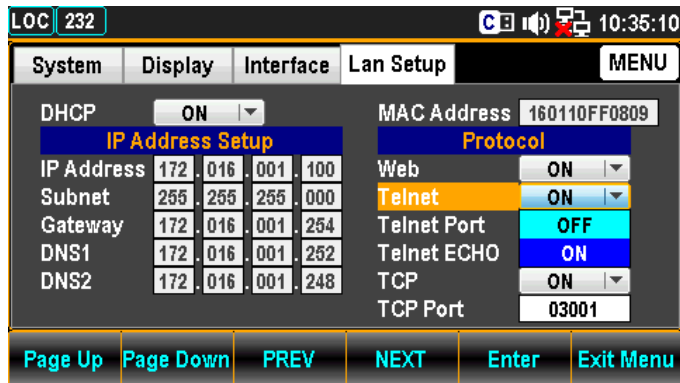 LOC 232 C 10:35:10
System Display Interface Lan Setup MENU
DHCP ON MAC Address 160110FF0809
IP Address Setup Protocol
IP Address 172 . 016 . 001 . 100 Web ON
Subnet 255 . 255 . 255 . 000 Telnet ON
Gateway 172 . 016 . 001 . 254 Telnet Port OFF
DNS1 172 . 016 . 001 . 252 Telnet ECHO ON
DNS2 172 . 016 . 001 . 248 TCP ON
TCP Port 03001
Page Up Page Down PREV NEXT Enter Exit Menu